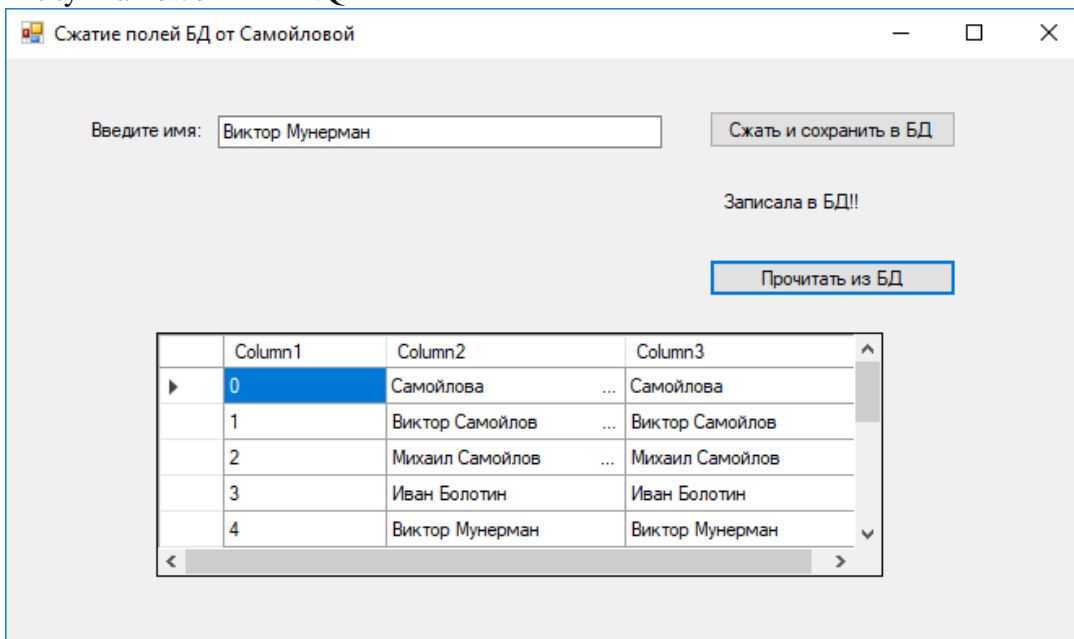 Сжатие полей БД от Самойловой
Введите имя: Виктор Мунерман Сжать и сохранить в БД
Записала в БД!!
Прочитать из БД
Column1 Column2 Column3
0 Самойлова ... Самойлова
1 Виктор Самойлов ... Виктор Самойлов
2 Михаил Самойлов ... Михаил Самойлов
3 Иван Болотин Иван Болотин
4 Виктор Мунерман Виктор Мунерман